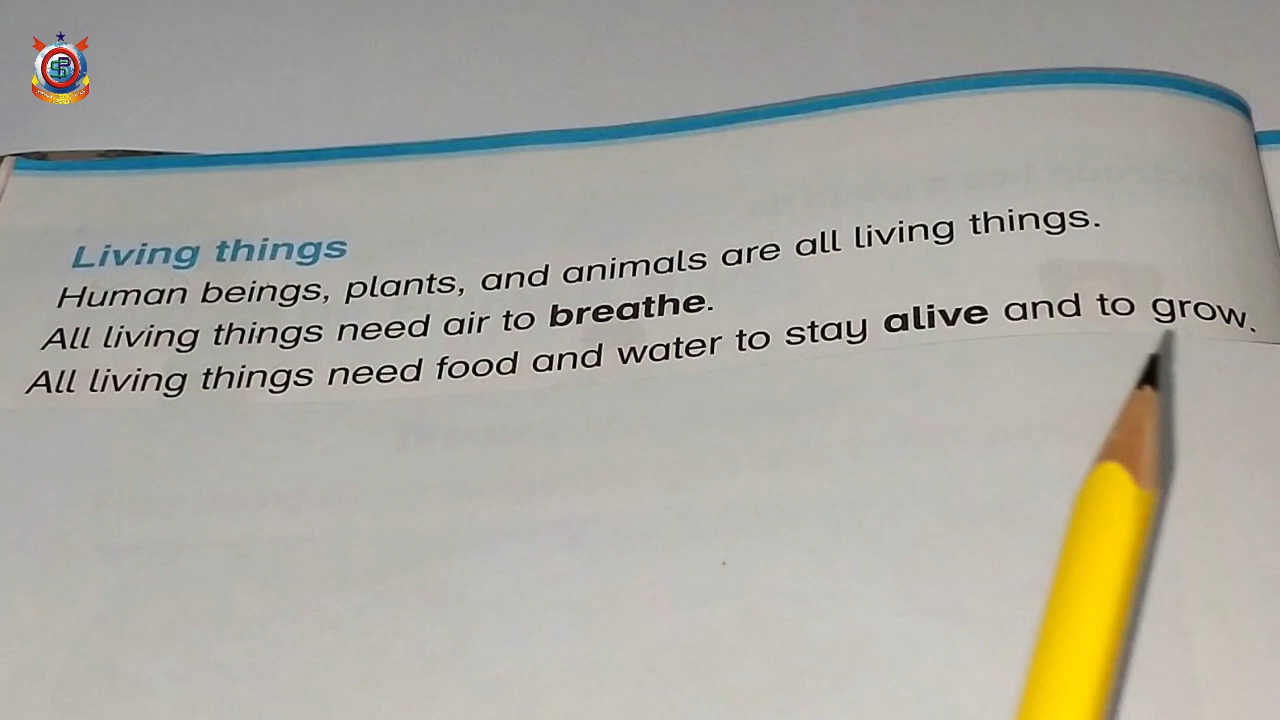 Living things
Human beings, plants, and animals are all living things.
All living things need air to breathe.
All living things need food and water to stay alive and to grow.